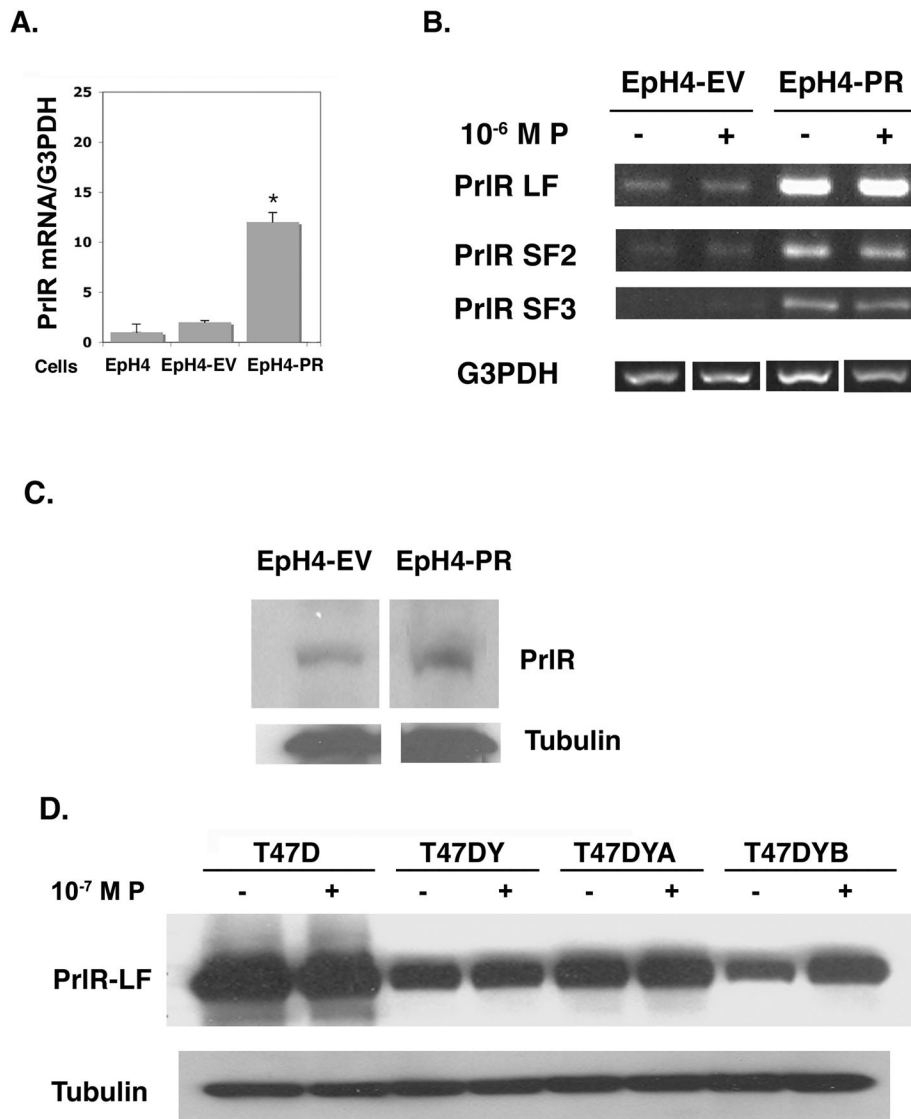 A.
PrlR mRNA/G3PDH
25
20
15
10
5
0
*
Cells EpH4 EpH4-EV EpH4-PR
B.
EpH4-EV EpH4-PR
10⁻⁶ M P - + - +
PrlR LF
PrlR SF2
PrlR SF3
G3PDH
C.
EpH4-EV EpH4-PR
PrlR
Tubulin
D.
T47D T47DY T47DYA T47DYB
10⁻⁷ M P - + - + - + - +
PrlR-LF
Tubulin